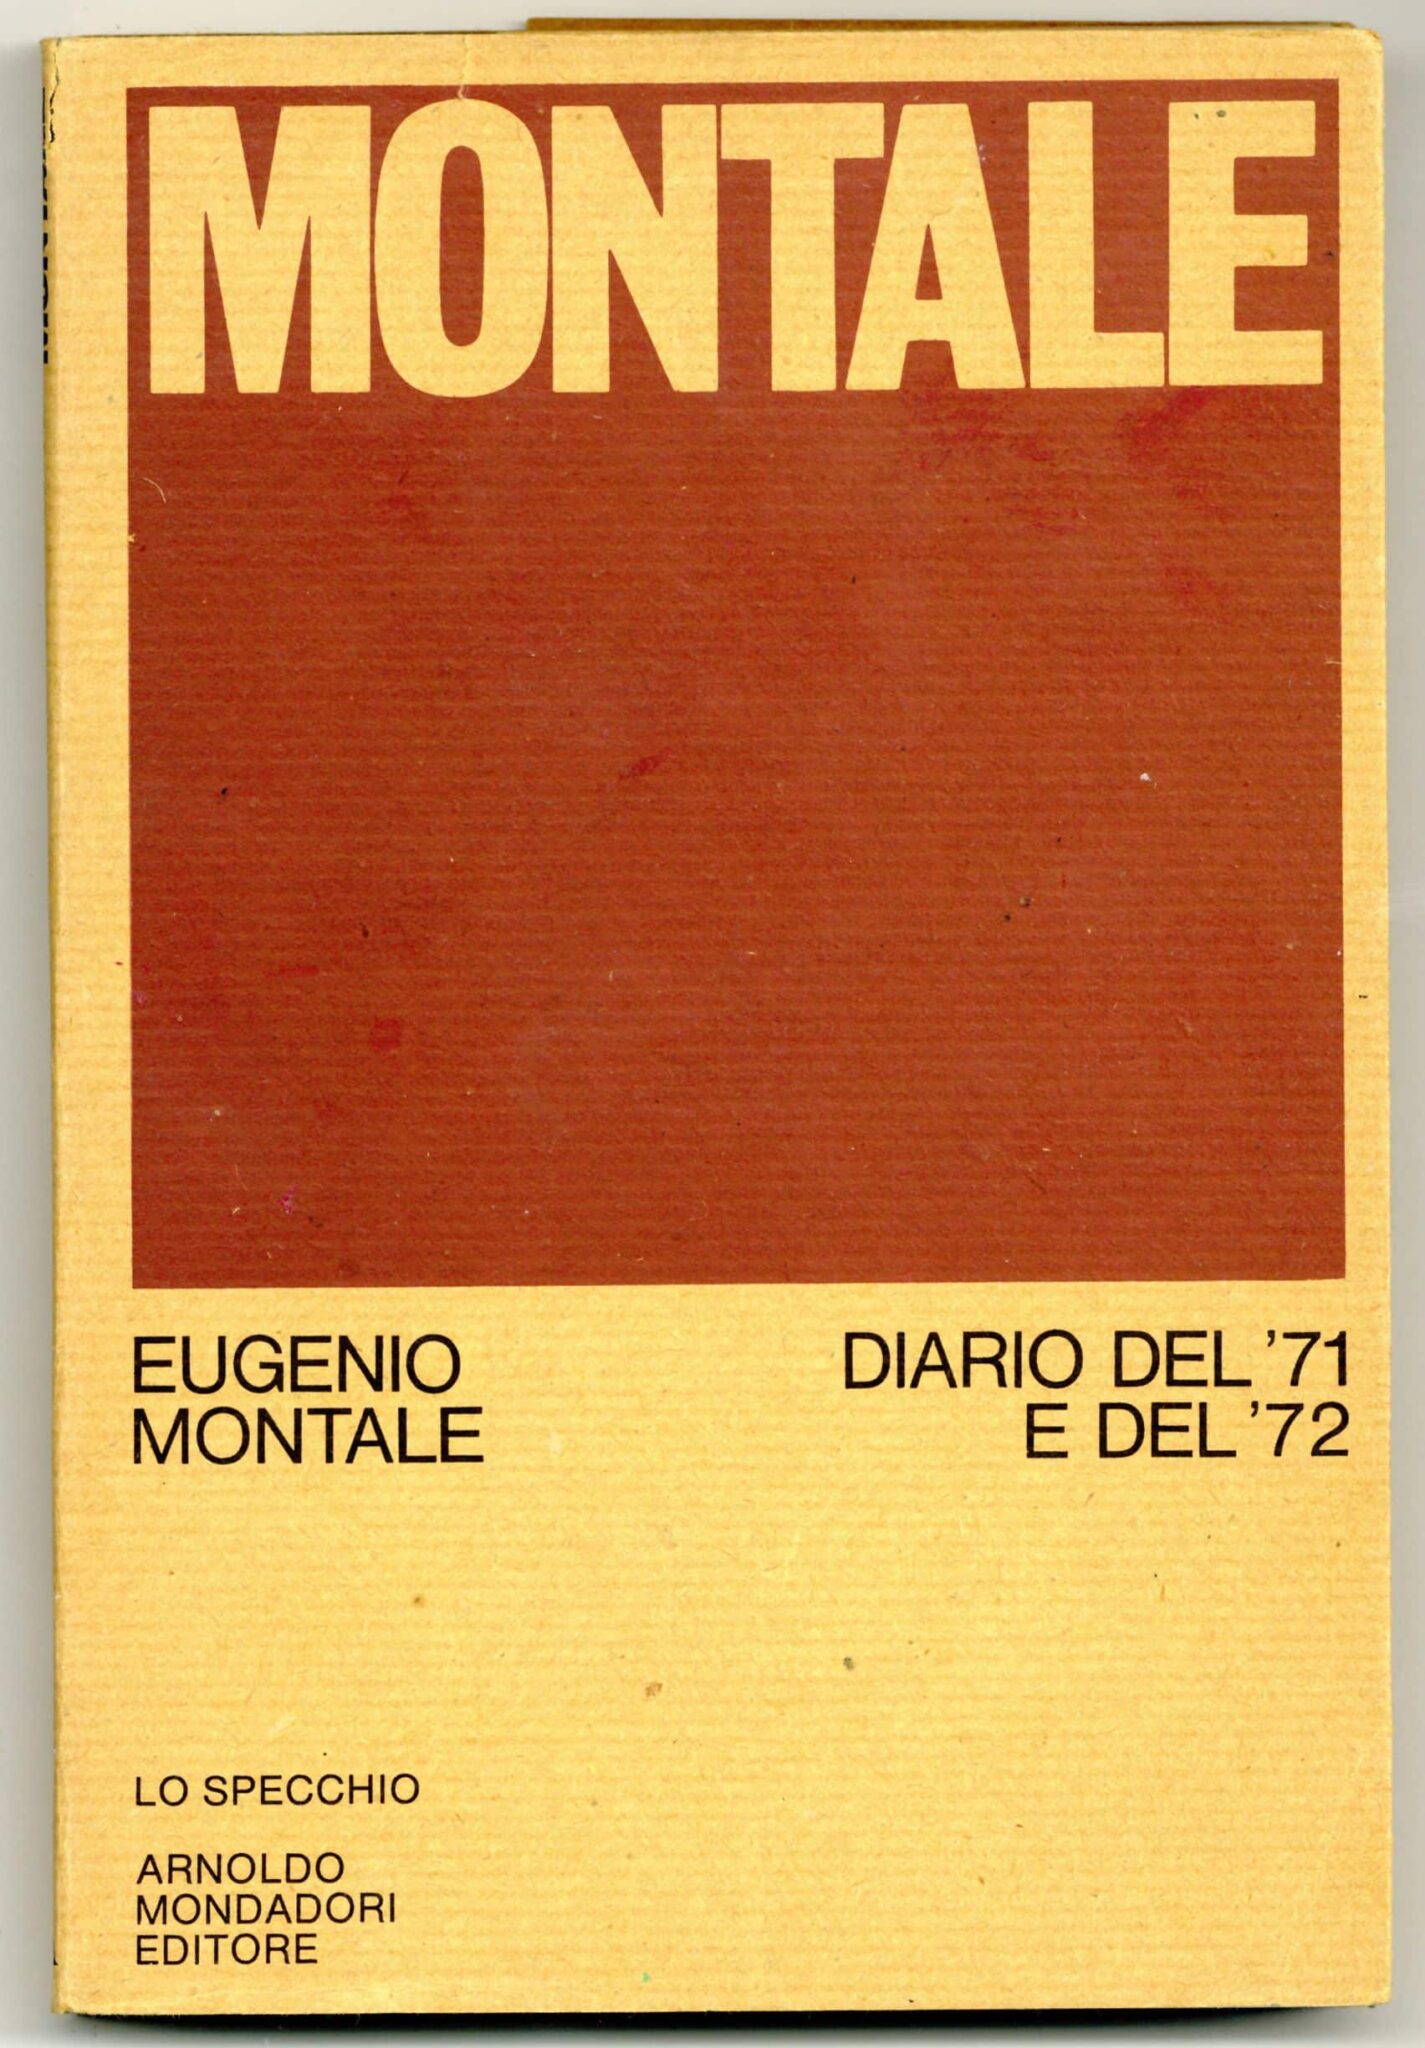 MONTALE
EUGENIO
MONTALE
DIARIO DEL '71
E DEL '72
LO SPECCHIO
ARNOLDO
MONDADORI
EDITORE